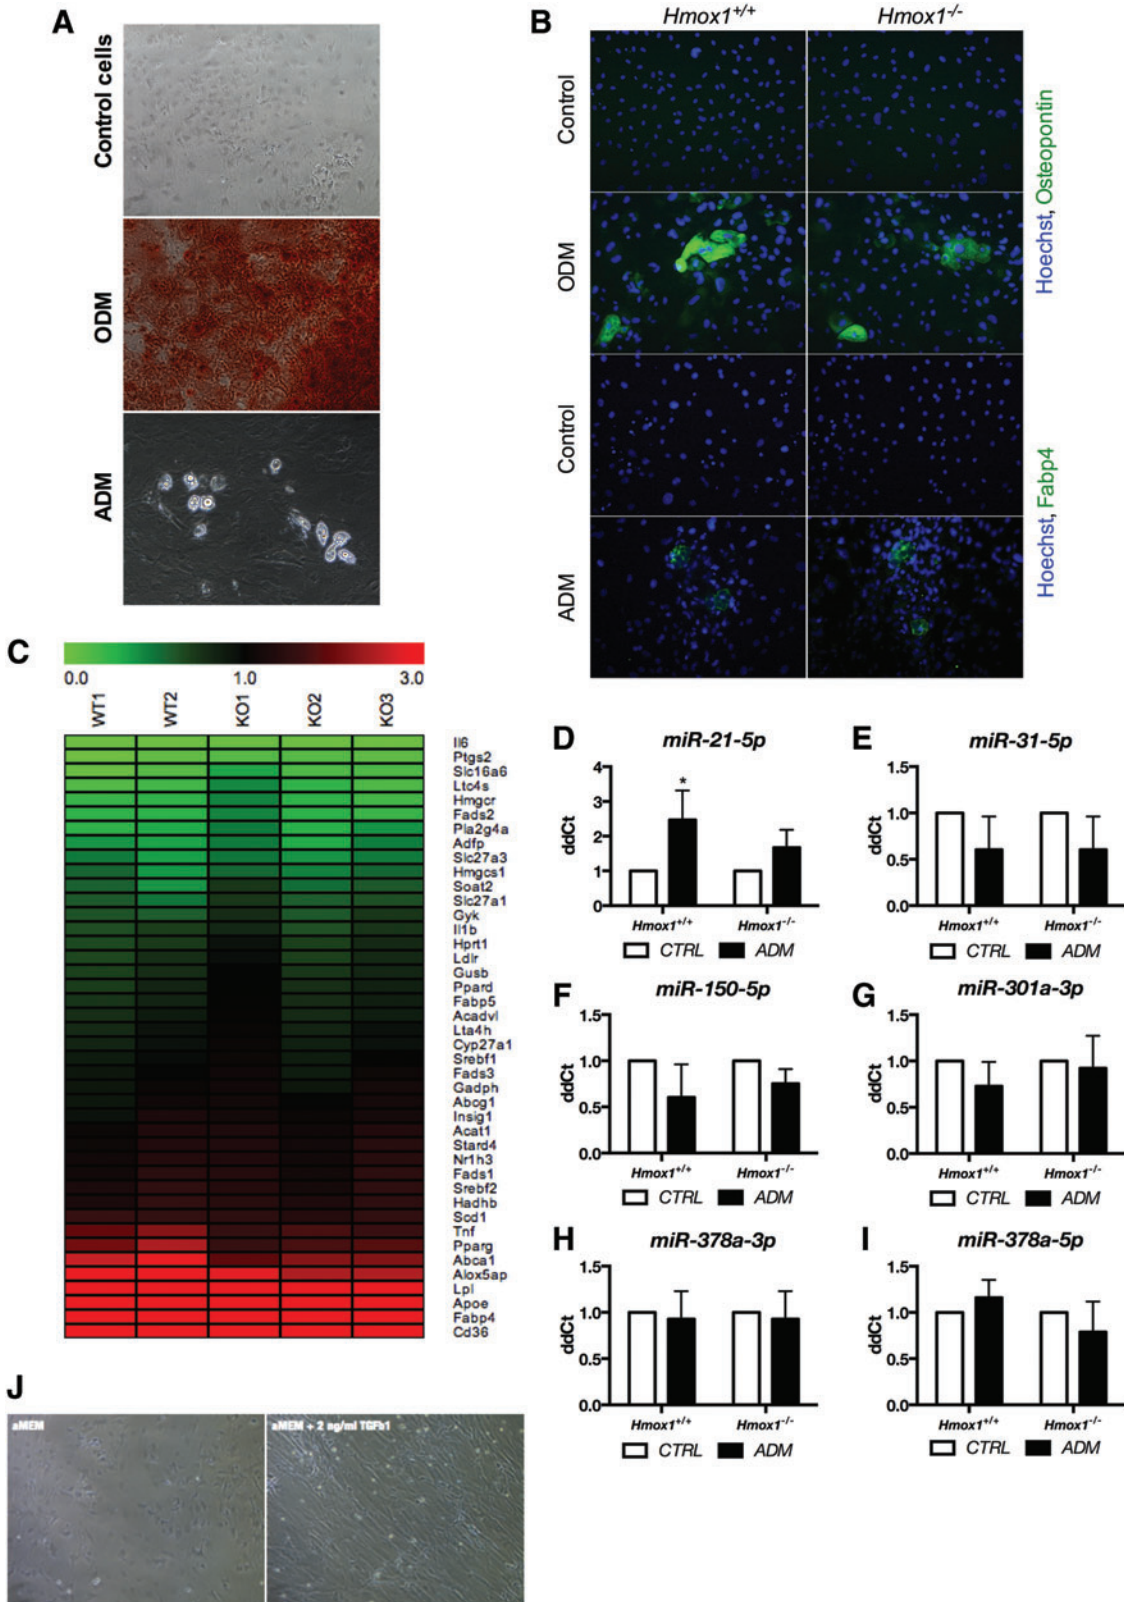 A
Control cells
ODM
ADM
B
Hmox1+/+
Hmox1-/-
Control
ODM
Control
ADM
Hoechst, Osteopontin
Hoechst, Fabp4
C
0.0 1.0 3.0
WT1 WT2 KO1 KO2 KO3
Il6
Ptgs2
Slc16a6
Ltc4s
Hmgcr
Fads2
Pla2g4a
Adfp
Slc27a3
Hmgcs1
Soat2
Slc27a1
Gyk
Il1b
Hprt1
Ldlr
Gusb
Ppard
Fabp5
Acadvl
Lta4h
Cyp27a1
Srebf1
Fads3
Gadph
Abcg1
Insig1
Acat1
Stard4
Nr1h3
Fads1
Srebf2
Hadhb
Scd1
Tnf
Pparg
Abca1
Alox5ap
Lpl
Apoe
Fabp4
Cd36
D
miR-21-5p
ddCt
4
3
2
1
0
*
Hmox1+/+ Hmox1-/-
CTRL ADM
E
miR-31-5p
ddCt
1.5
1.0
0.5
0.0
Hmox1+/+ Hmox1-/-
CTRL ADM
F
miR-150-5p
ddCt
1.5
1.0
0.5
0.0
Hmox1+/+ Hmox1-/-
CTRL ADM
G
miR-301a-3p
ddCt
1.5
1.0
0.5
0.0
Hmox1+/+ Hmox1-/-
CTRL ADM
H
miR-378a-3p
ddCt
1.5
1.0
0.5
0.0
Hmox1+/+ Hmox1-/-
CTRL ADM
I
miR-378a-5p
ddCt
1.5
1.0
0.5
0.0
Hmox1+/+ Hmox1-/-
CTRL ADM
J
aMEM
aMEM + 2 ng/ml TGFb1